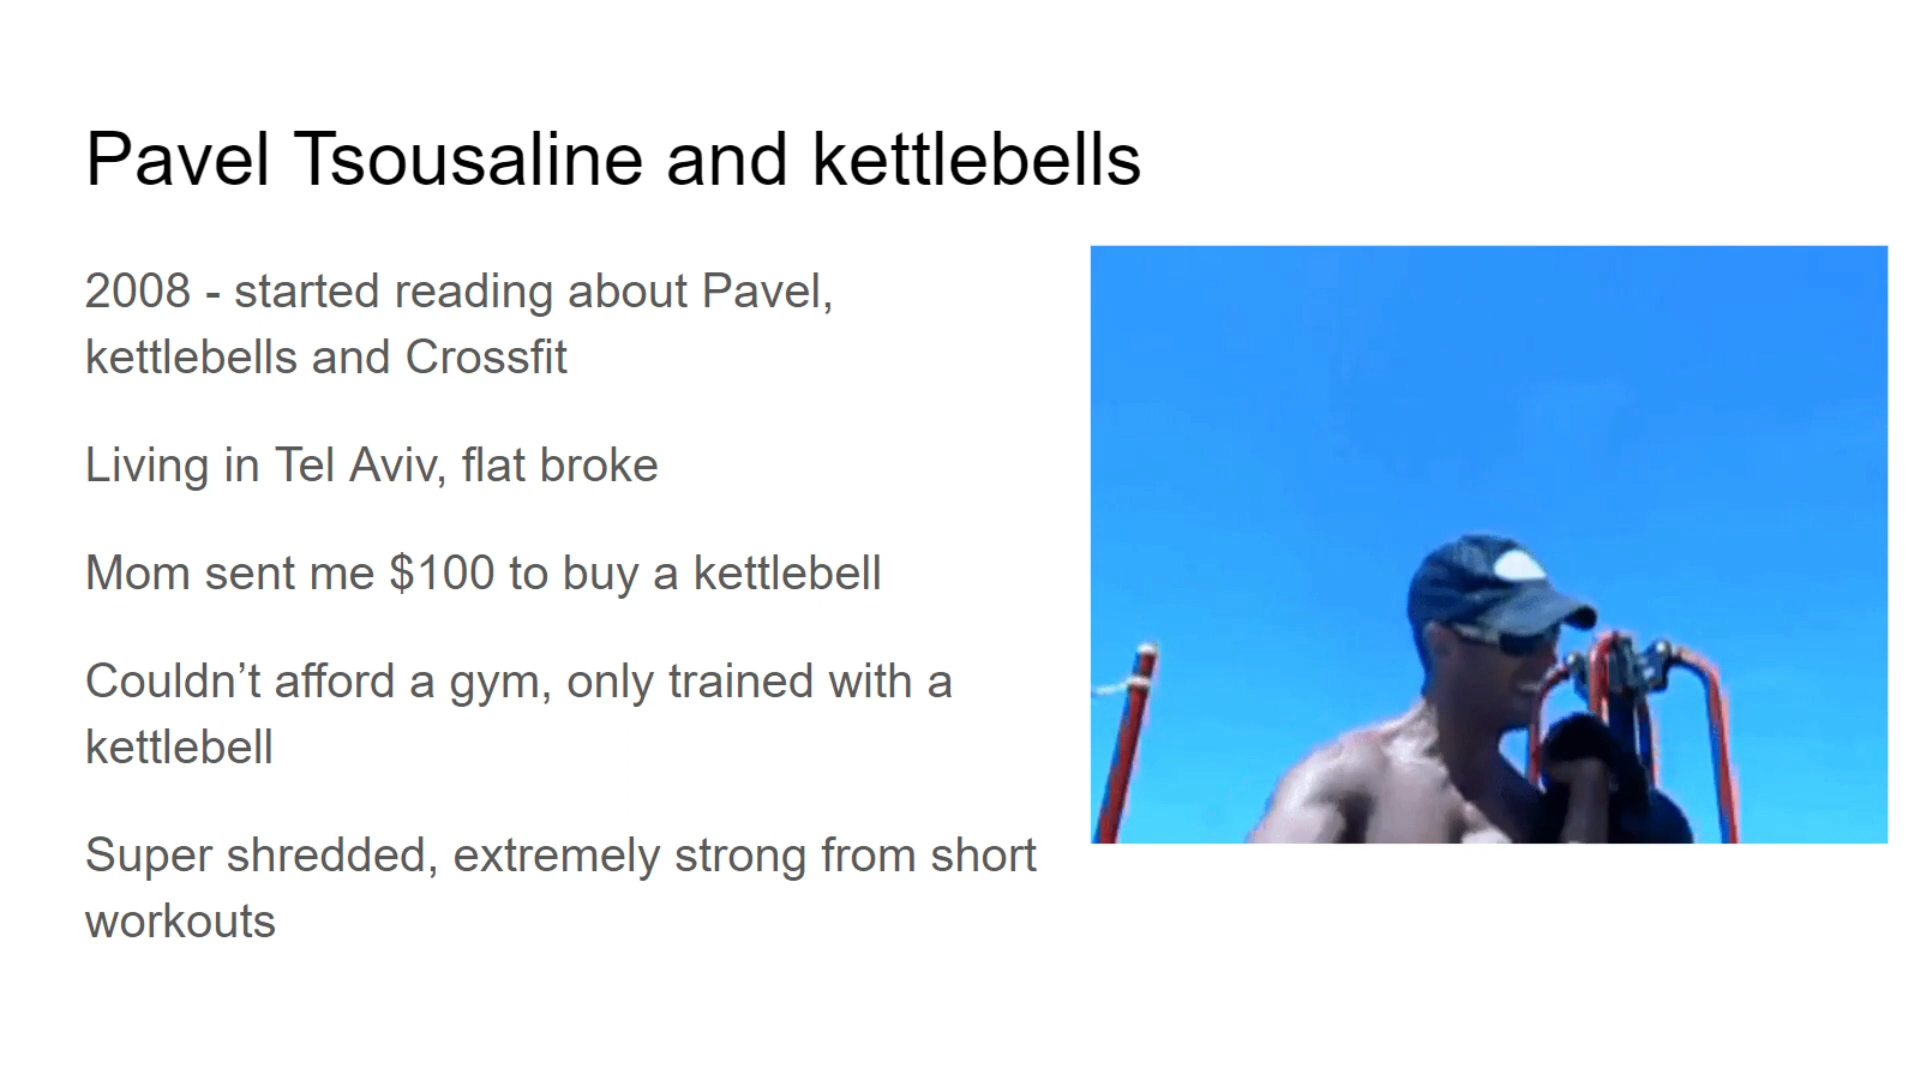 Pavel Tsousaline and kettlebells
2008 - started reading about Pavel,
kettlebells and Crossfit
Living in Tel Aviv, flat broke
Mom sent me $100 to buy a kettlebell
Couldn’t afford a gym, only trained with a
kettlebell
Super shredded, extremely strong from short
workouts